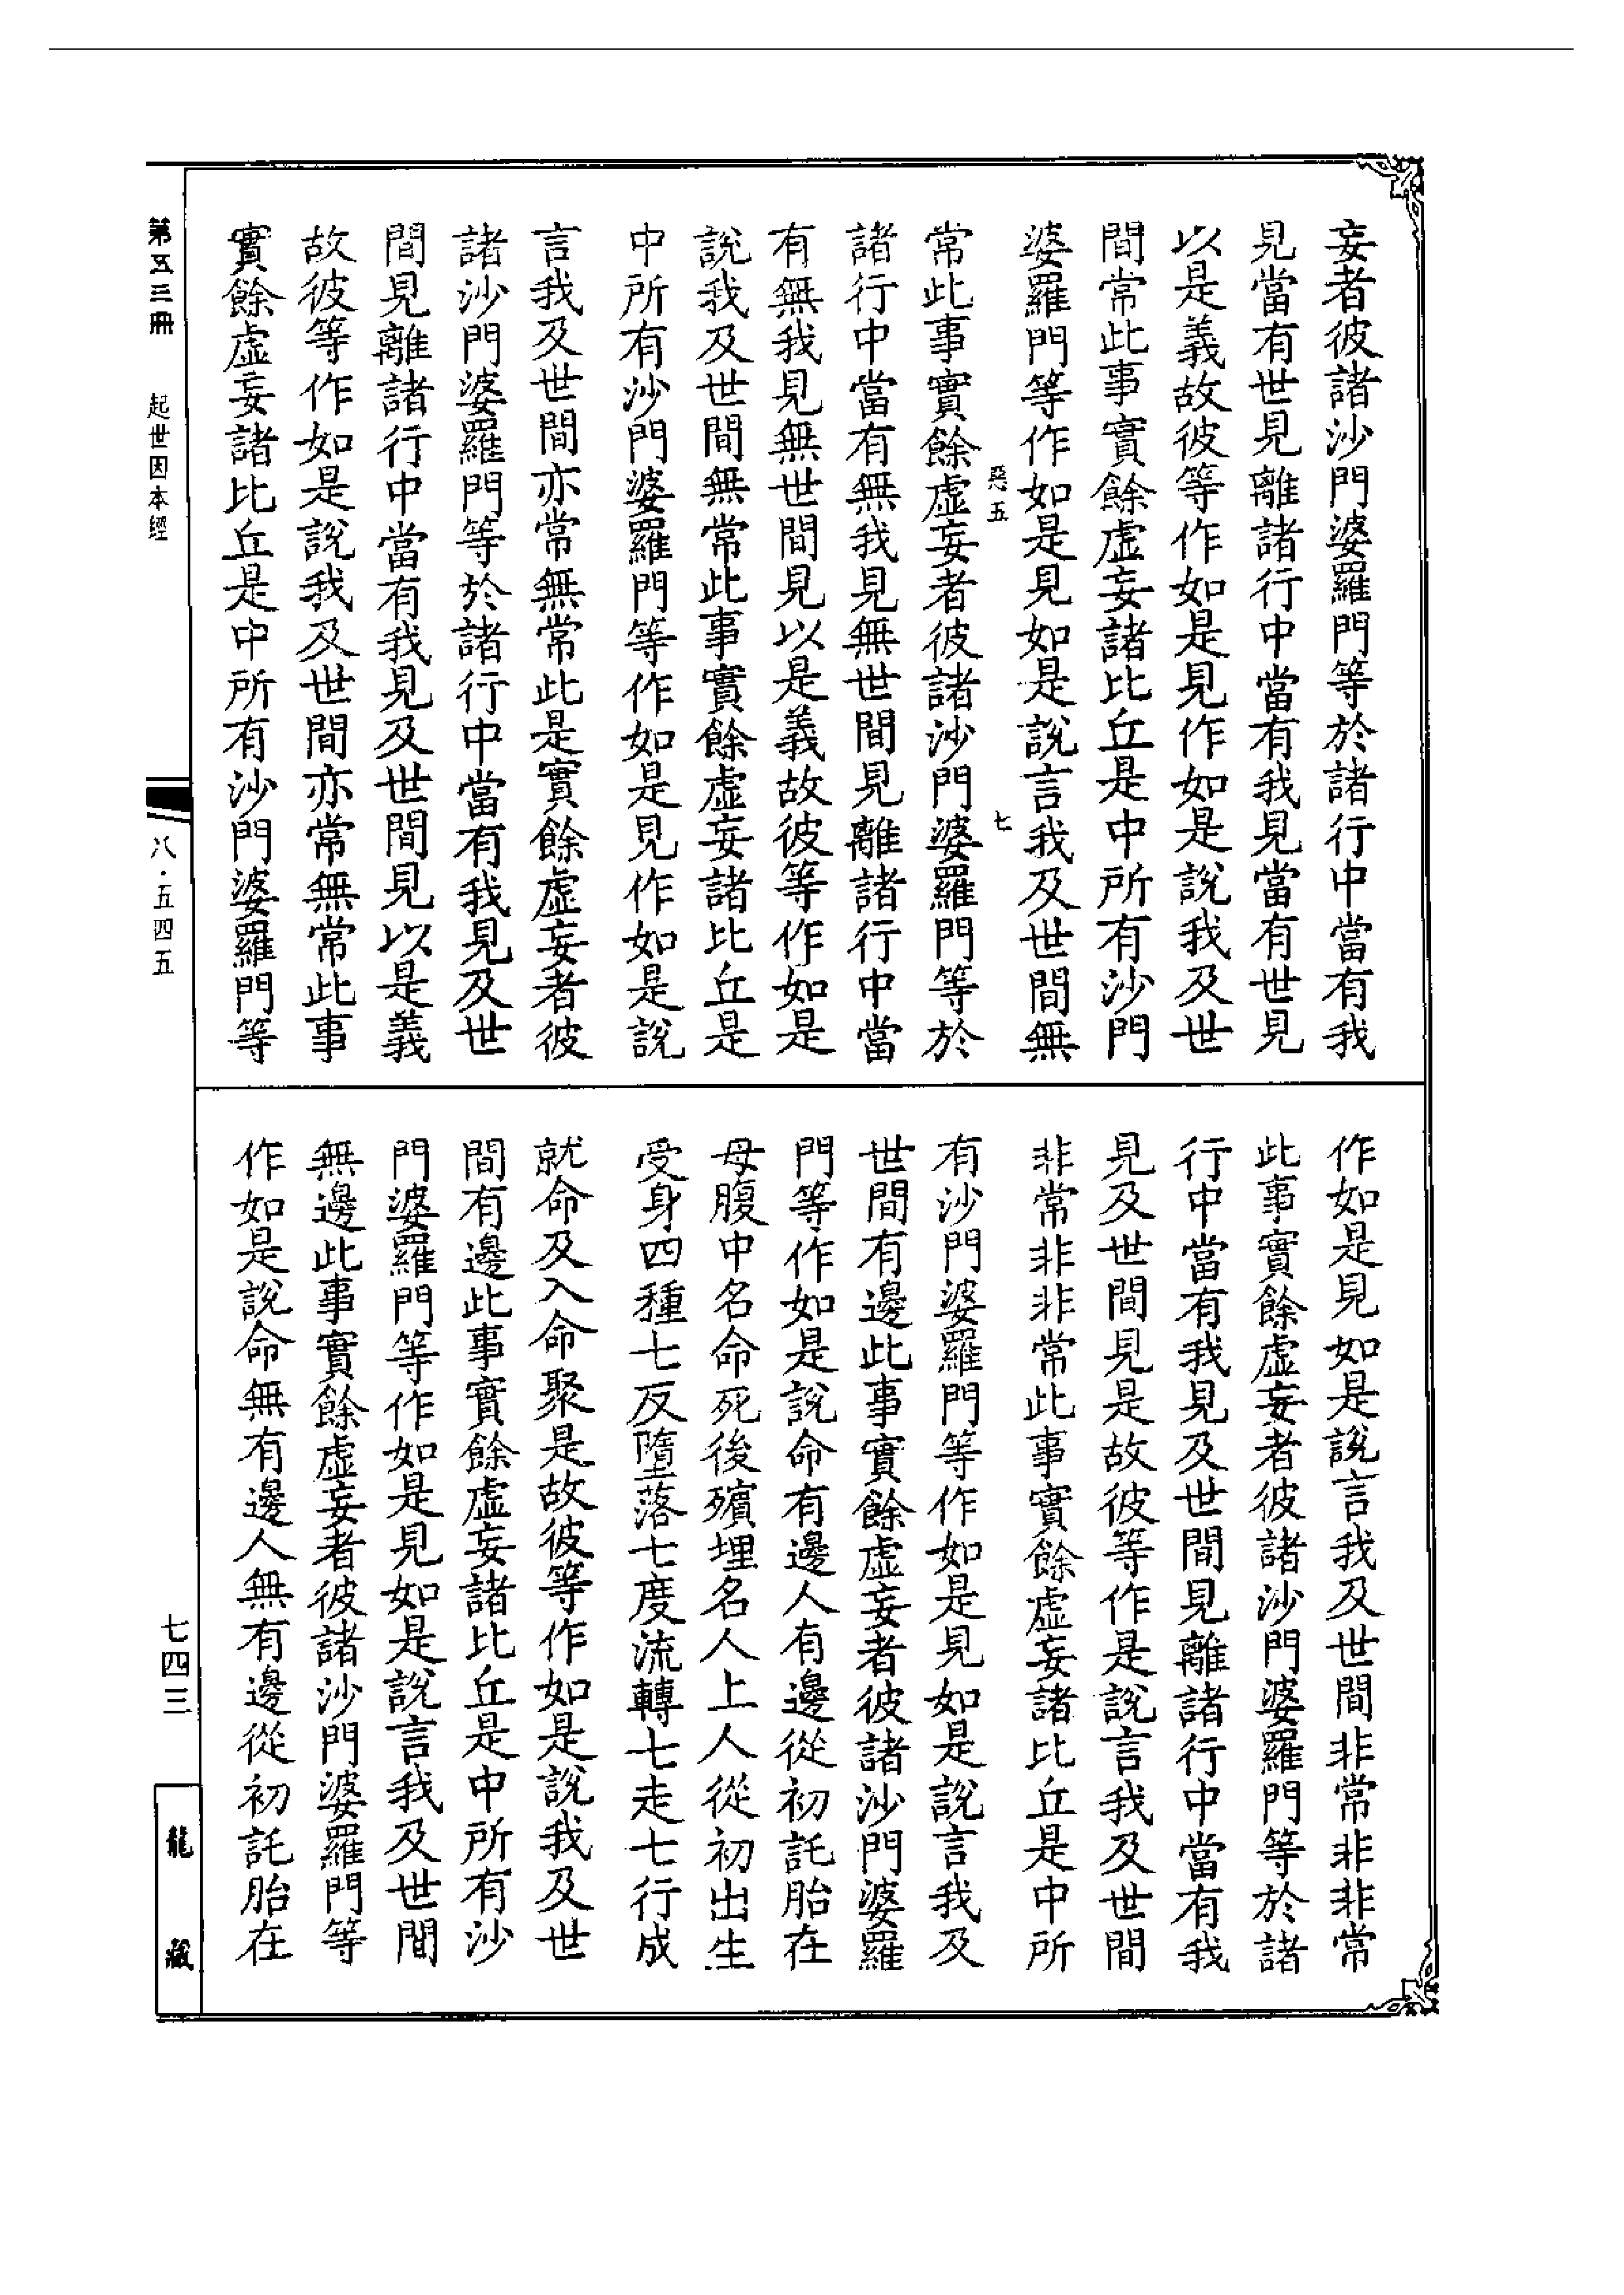 妄者彼諸沙門婆羅門等於諸行中當有我
見當有世見離諸行中當有我見當有世見
以是義故彼等作如是見作如是說我及世
間常此事實餘虛妄諸比丘是中所有沙門
婆羅門等作如是見如是說言我及世間無
惡五 七
常此事實餘虛妄者彼諸沙門婆羅門等於
諸行中當有無我見無世間見離諸行中當
有無我見無世間見以是義故彼等作如是
說我及世間無常此事實餘虛妄諸比丘是
中所有沙門婆羅門等作如是見作如是說
言我及世間亦常無常此是實餘虛妄者彼
諸沙門婆羅門等於諸行中當有我見及世
間見離諸行中當有我見及世間見以是義
故彼等作如是說我及世間亦常無常此事
實餘虛妄諸比丘是中所有沙門婆羅門等
作如是見如是說言我及世間非常非非常
此事實餘虛妄者彼諸沙門婆羅門等於諸
行中當有我見及世間見離諸行中當有我
見及世間見是故彼等作是說言我及世間
非常非非常此事實餘虛妄諸比丘是中所
有沙門婆羅門等作如是見如是說言我及
世間有邊此事實餘虛妄者彼諸沙門婆羅
門等作如是說命有邊人有邊從初託胎在
母腹中名命死後殯埋名人上人從初出生
受身四種七反墮落七度流轉七走七行成
就命及入命聚是故彼等作如是說我及世
間有邊此事實餘虛妄諸比丘是中所有沙
門婆羅門等作如是見如是說言我及世間
無邊此事實餘虛妄者彼諸沙門婆羅門等
作如是說命無有邊人無有邊從初託胎在
第五三冊 起世因本經 八·五四五 七四三 龍藏